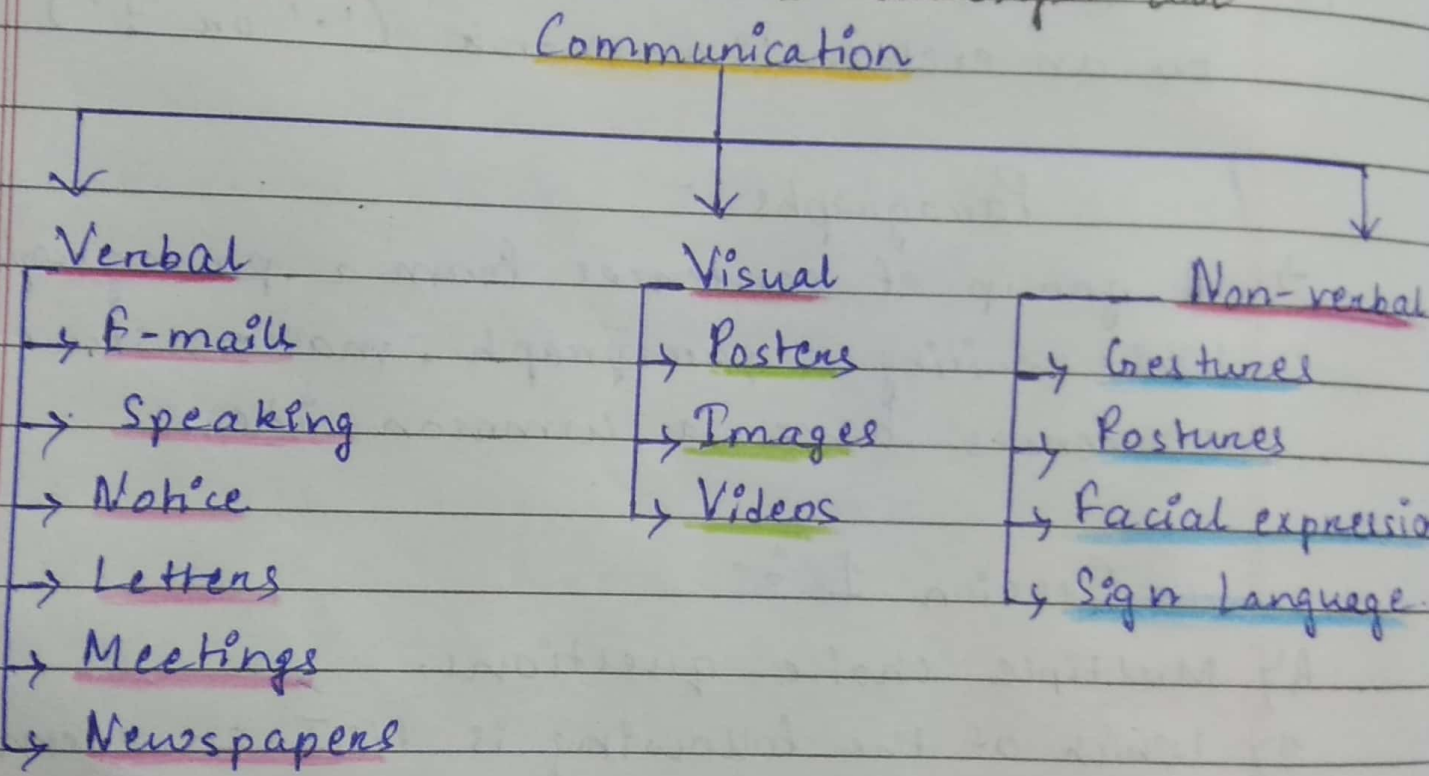 Communication
Verbal
Visual
Non-verbal
E-mails
Speaking
Notice
Letters
Meetings
Newspapers
Posters
Images
Videos
Gestures
Postures
Facial expressio
Sign Language.